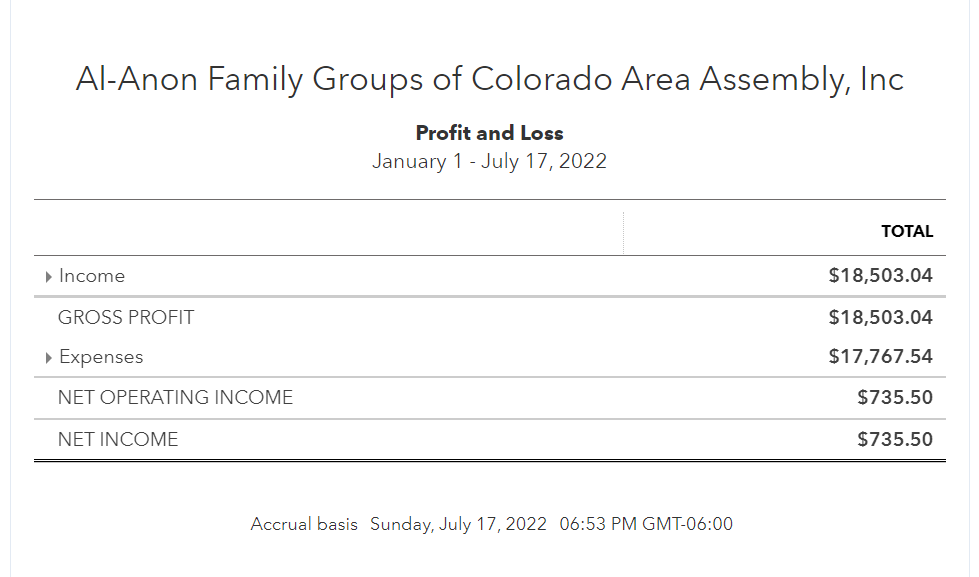 Al-Anon Family Groups of Colorado Area Assembly, Inc
Profit and Loss
January 1 - July 17, 2022
TOTAL
Income $18,503.04
GROSS PROFIT $18,503.04
Expenses $17,767.54
NET OPERATING INCOME $735.50
NET INCOME $735.50
Accrual basis Sunday, July 17, 2022 06:53 PM GMT-06:00